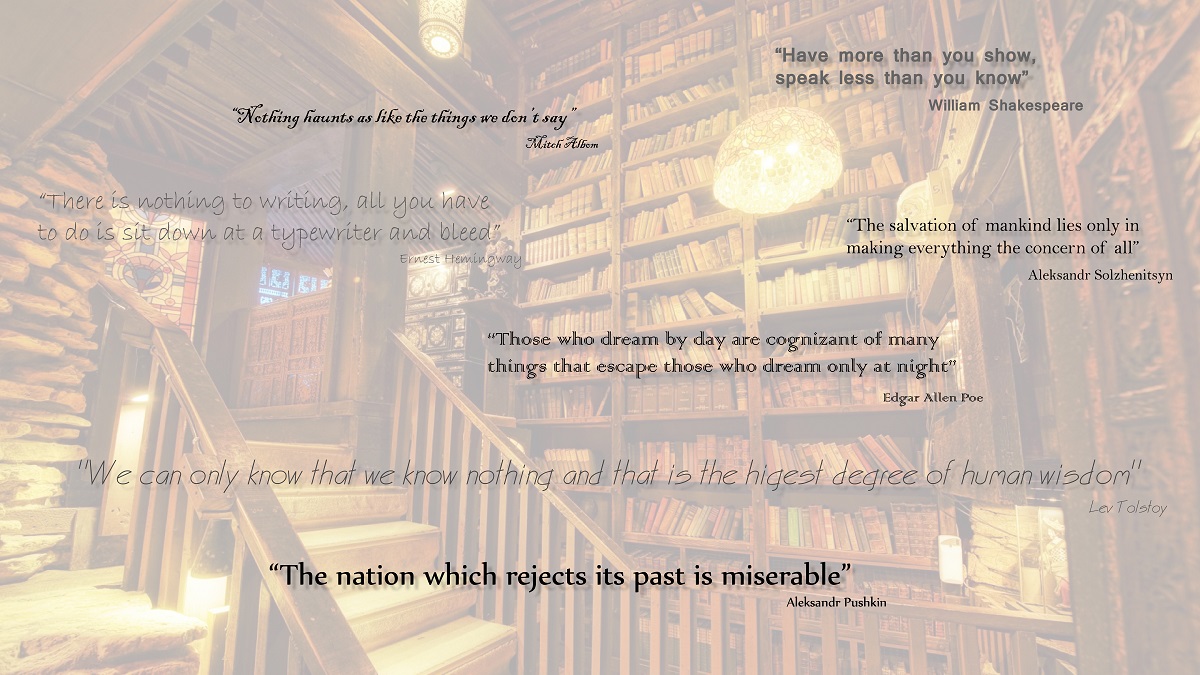 “Have more than you show,
speak less than you know”
William Shakespeare
“Nothing haunts as like the things we don't say”
Mitch Albom
“There is nothing to writing, all you have
to do is sit down at a typewriter and bleed”
Ernest Hemingway
“The salvation of mankind lies only in
making everything the concern of all”
Aleksandr Solzhenitsyn
“Those who dream by day are cognizant of many
things that escape those who dream only at night”
Edgar Allen Poe
"We can only know that we know nothing and that is the higest degree of human wisdom"
Lev Tolstoy
“The nation which rejects its past is miserable”
Aleksandr Pushkin